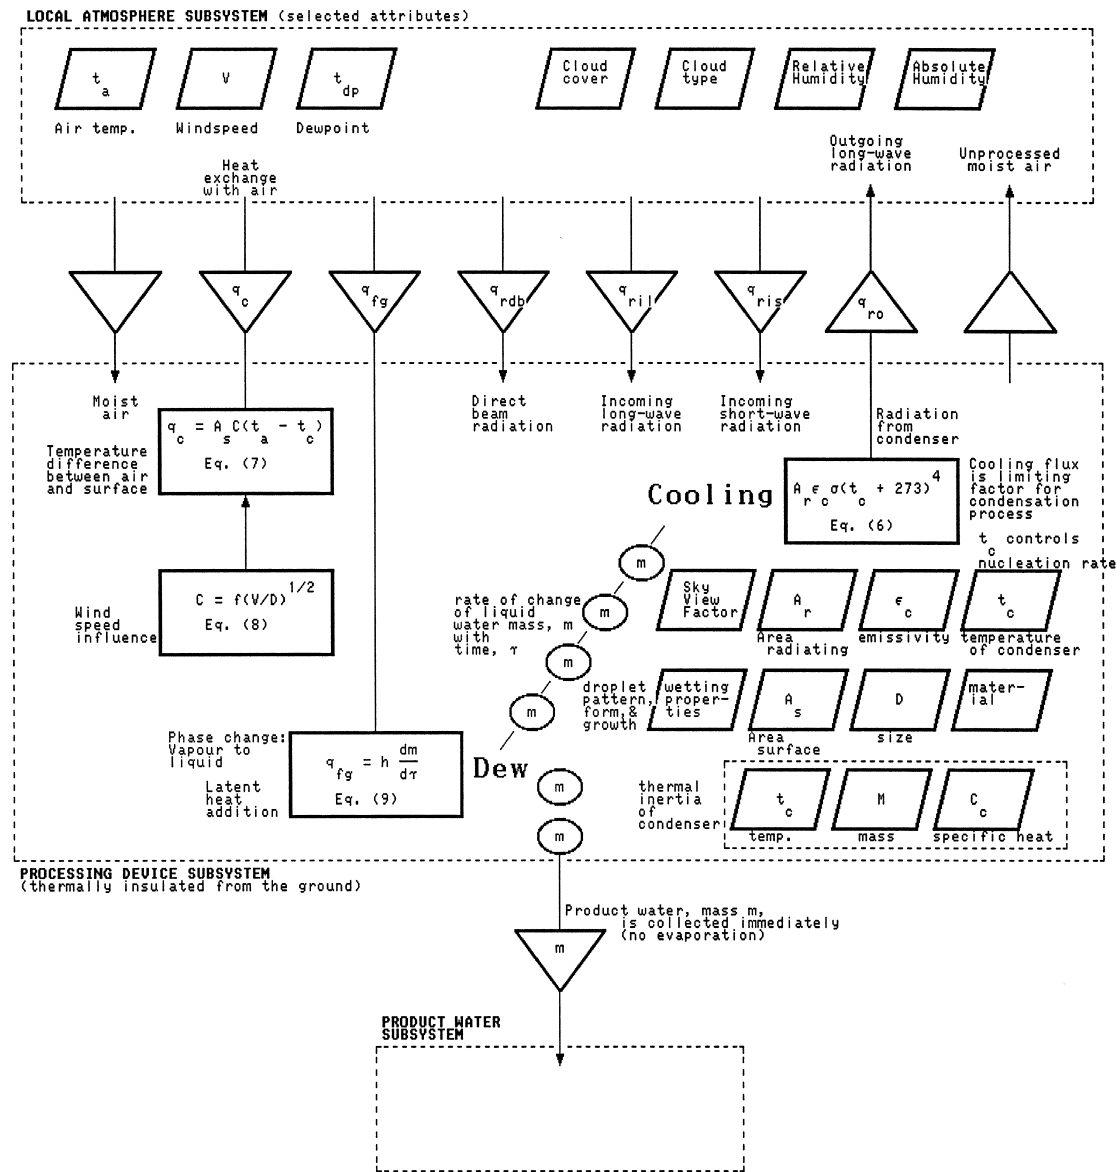 LOCAL ATMOSPHERE SUBSYSTEM (selected attributes)
t a
V
t dp
Cloud
cover
Cloud
type
Relative
Humidity
Absolute
Humidity
Air temp.
Windspeed
Dewpoint
Heat
exchange
with air
Outgoing
long-wave
radiation
Unprocessed
moist air
q c
q fg
q rdb
q ril
q ris
q ro
Moist
air
Direct
beam
radiation
Incoming
long-wave
radiation
Incoming
short-wave
radiation
Radiation
from
condenser
q c = A s C(t a - t c)
Eq. (7)
Temperature
difference
between air
and surface
Cooling
A r ϵ c σ(t c + 273) 4
Eq. (6)
Cooling flux
is limiting
factor for
condensation
process
t c controls
nucleation rate
C = f(V/D) 1/2
Eq. (8)
Wind
speed
influence
rate of change
of liquid
water mass, m
with
time, τ
m
m
m
m
Sky
View
Factor
A r
ϵ c
t c
Area
radiating
emissivity
temperature
of condenser
droplet
pattern,
form,&
growth
wetting
proper-
ties
A s
D
mater-
ial
Area
surface
size
Phase change:
Vapour to
liquid
Latent
heat
addition
q fg = h dm/dτ
Eq. (9)
Dew
m
m
thermal
inertia
of
condenser
t c
M
C c
temp.
mass
specific heat
PROCESSING DEVICE SUBSYSTEM
(thermally insulated from the ground)
Product water, mass m,
is collected immediately
(no evaporation)
m
PRODUCT WATER
SUBSYSTEM